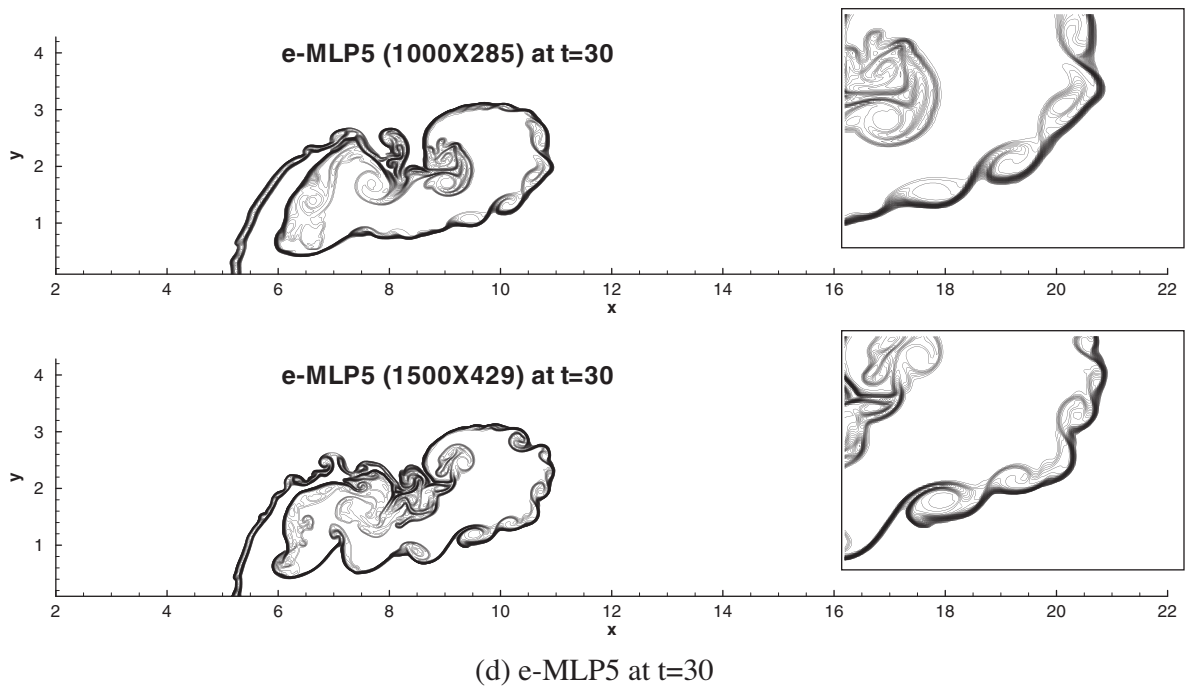 e-MLP5 (1000X285) at t=30
4
3
2
1
y
2 4 6 8 10 12 14 16 18 20 22
x
e-MLP5 (1500X429) at t=30
4
3
2
1
y
2 4 6 8 10 12 14 16 18 20 22
x
(d) e-MLP5 at t=30